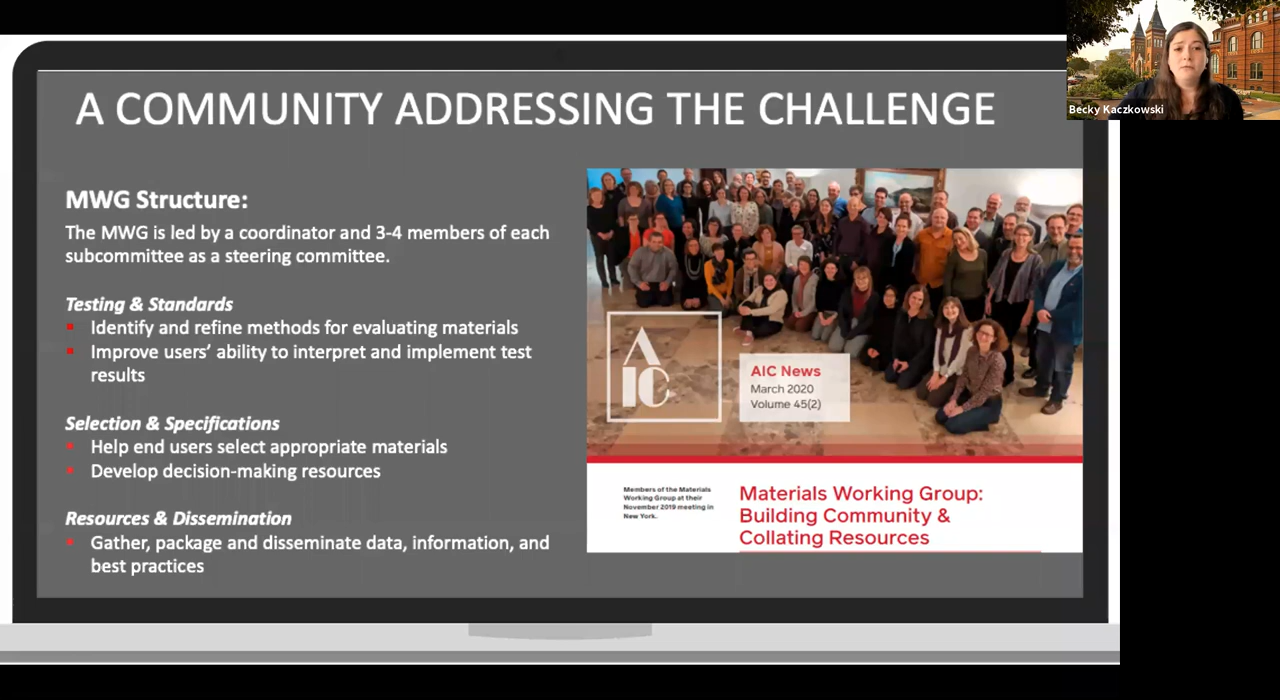 Becky Kaczkowski
A COMMUNITY ADDRESSING THE CHALLENGE
MWG Structure:
The MWG is led by a coordinator and 3-4 members of each
subcommittee as a steering committee.
Testing & Standards
Identify and refine methods for evaluating materials
Improve users' ability to interpret and implement test
results
Selection & Specifications
Help end users select appropriate materials
Develop decision-making resources
Resources & Dissemination
Gather, package and disseminate data, information, and
best practices
AIC
AIC News
March 2020
Volume 45(2)
Members of the Materials
Working Group at their
November 2019 meeting in
New York.
Materials Working Group:
Building Community &
Collating Resources